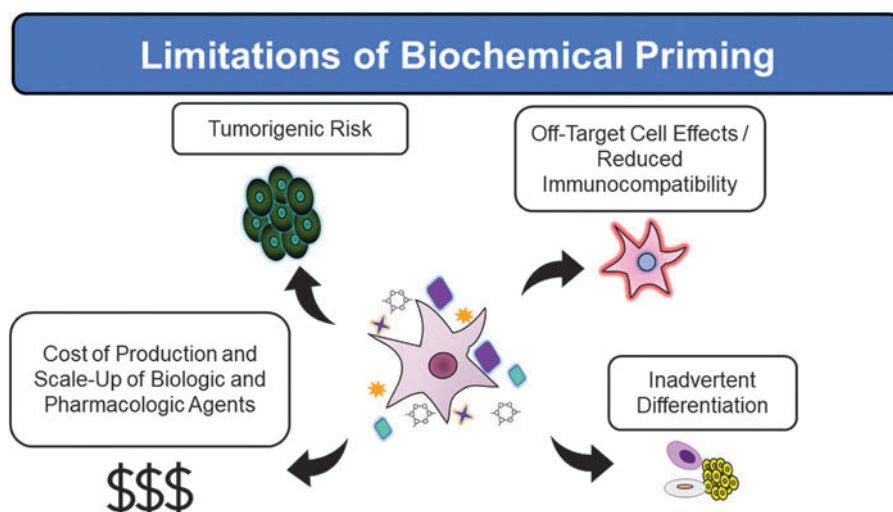 Limitations of Biochemical Priming
Tumorigenic Risk
Off-Target Cell Effects /
Reduced
Immunocompatibility
Cost of Production and
Scale-Up of Biologic and
Pharmacologic Agents
$$$
Inadvertent
Differentiation